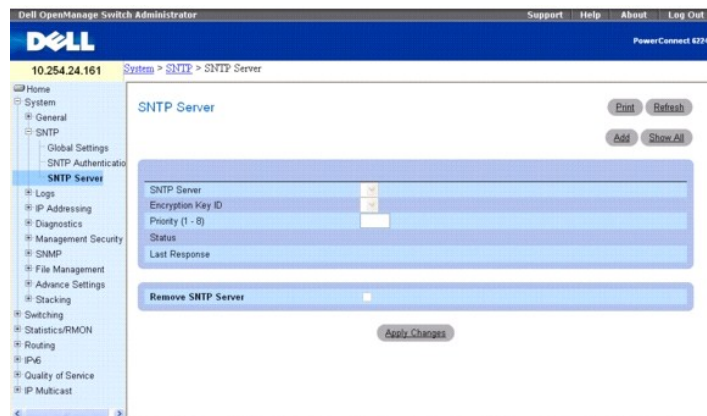 Dell OpenManage Switch Administrator
Support Help About Log Out
DELL
PowerConnect 6224
10.254.24.161
System > SNTP > SNTP Server
Home
System
General
SNTP
Global Settings
SNTP Authenticatio
SNTP Server
Logs
IP Addressing
Diagnostics
Management Security
SNMP
File Management
Advance Settings
Stacking
Switching
Statistics/RMON
Routing
IPv6
Quality of Service
IP Multicast
SNTP Server
Print Refresh
Add Show All
SNTP Server
Encryption Key ID
Priority (1 - 8)
Status
Last Response
Remove SNTP Server
Apply Changes